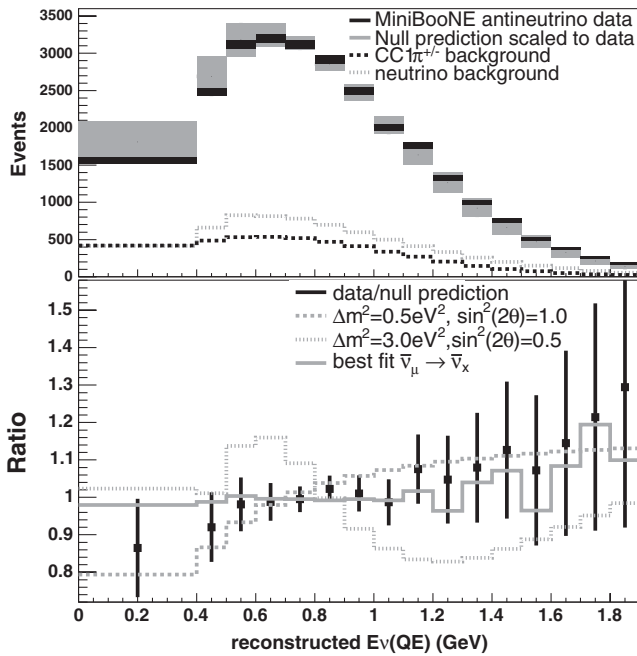 3500
3000
2500
2000
1500
1000
500
0
Events
MiniBooNE antineutrino data
Null prediction scaled to data
CC1π+/- background
neutrino background
1.5
1.4
1.3
1.2
1.1
1.0
0.9
0.8
Ratio
data/null prediction
Δm²=0.5eV², sin²(2θ)=1.0
Δm²=3.0eV²,sin²(2θ)=0.5
best fit ν̄μ → ν̄x
0 0.2 0.4 0.6 0.8 1 1.2 1.4 1.6 1.8
reconstructed Eν(QE) (GeV)